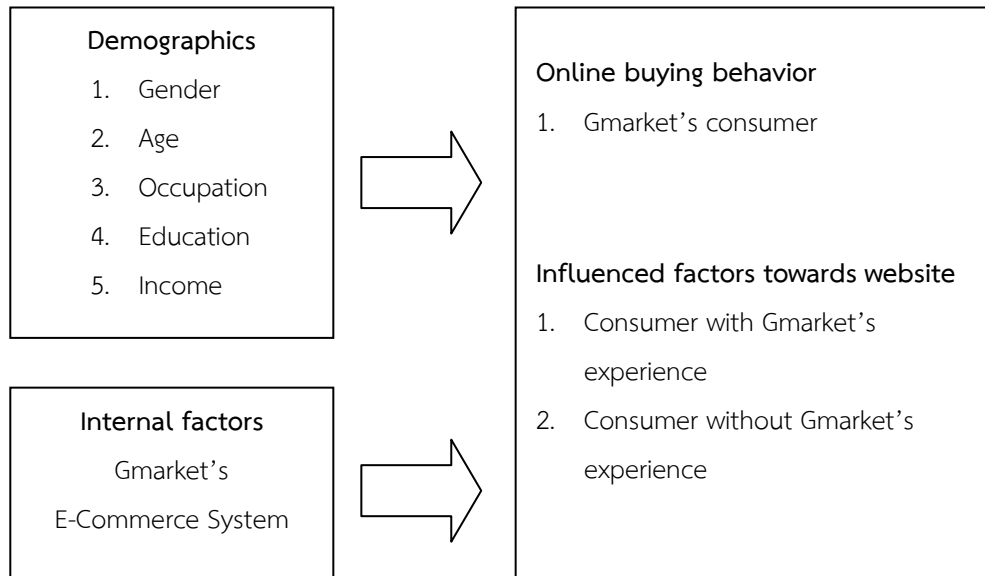 Demographics
1. Gender
2. Age
3. Occupation
4. Education
5. Income
Internal factors
Gmarket’s
E-Commerce System
Online buying behavior
1. Gmarket’s consumer
Influenced factors towards website
1. Consumer with Gmarket’s
experience
2. Consumer without Gmarket’s
experience